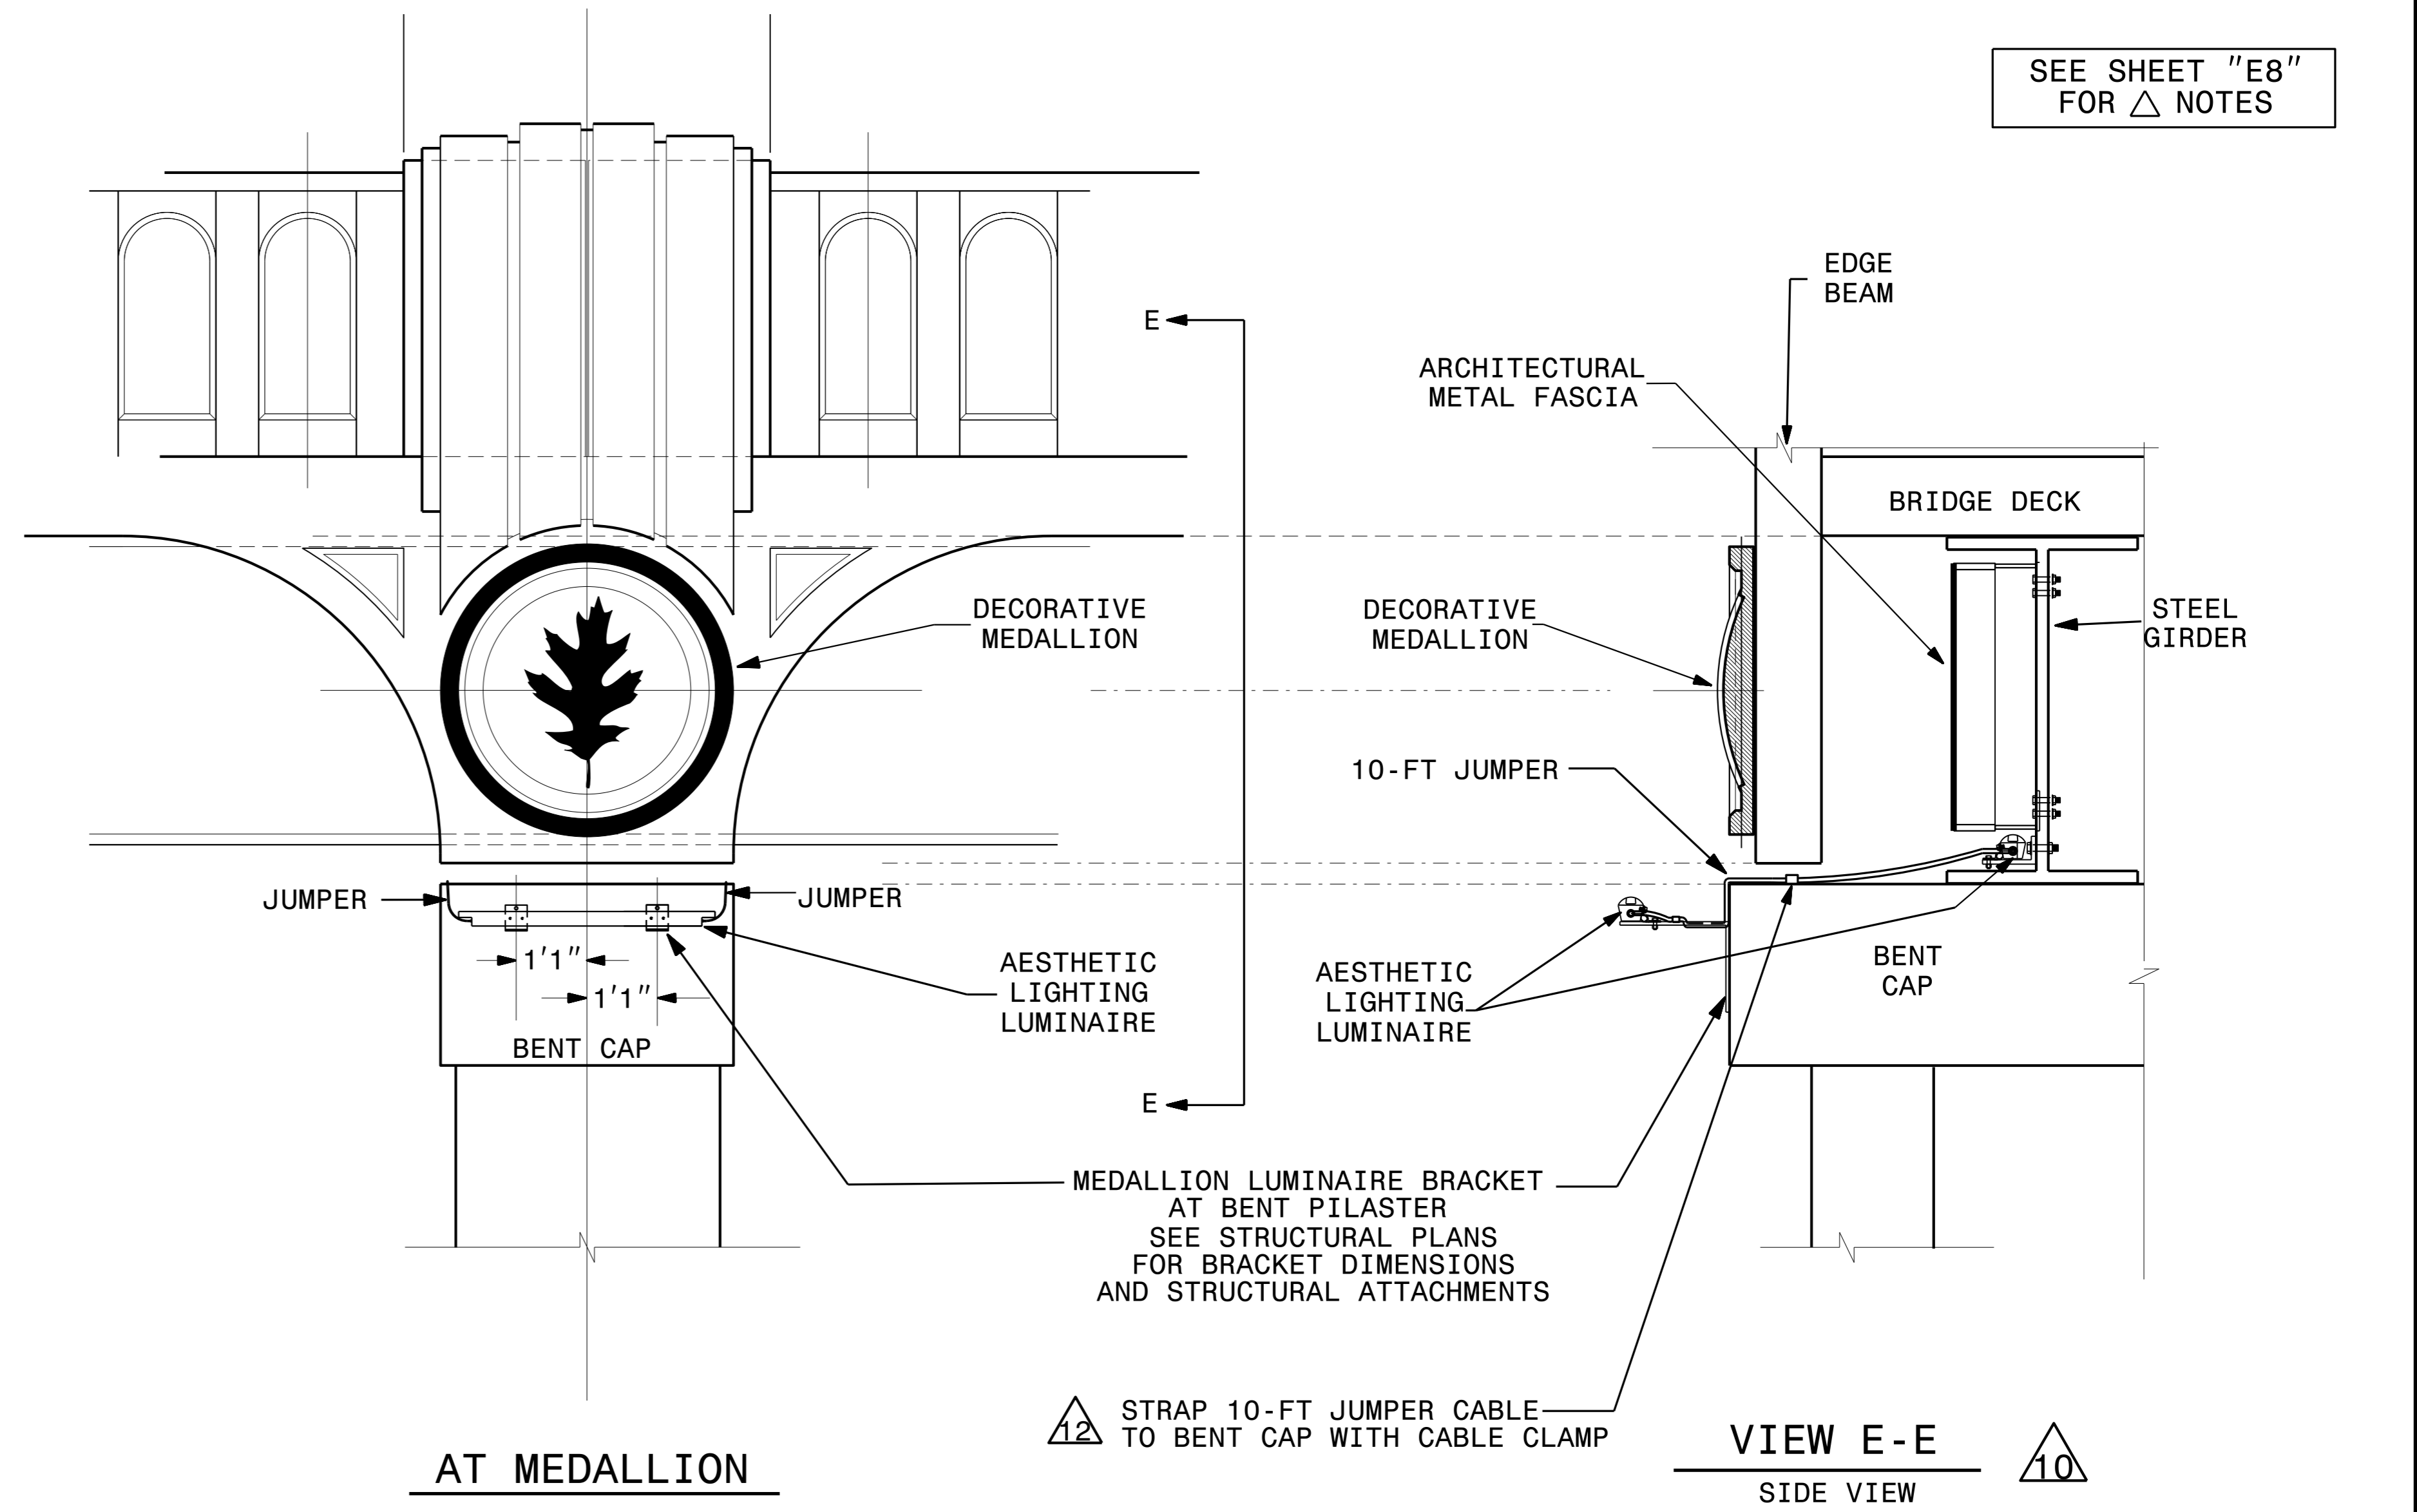 SEE SHEET "E8"
FOR △ NOTES
EDGE
BEAM
ARCHITECTURAL
METAL FASCIA
BRIDGE DECK
DECORATIVE
MEDALLION
DECORATIVE
MEDALLION
STEEL
GIRDER
10-FT JUMPER
JUMPER
JUMPER
E
E
1'1"
1'1"
AESTHETIC
LIGHTING
LUMINAIRE
AESTHETIC
LIGHTING
LUMINAIRE
BENT
CAP
BENT CAP
MEDALLION LUMINAIRE BRACKET
AT BENT PILASTER
SEE STRUCTURAL PLANS
FOR BRACKET DIMENSIONS
AND STRUCTURAL ATTACHMENTS
12
STRAP 10-FT JUMPER CABLE
TO BENT CAP WITH CABLE CLAMP
AT MEDALLION
VIEW E-E
SIDE VIEW
10